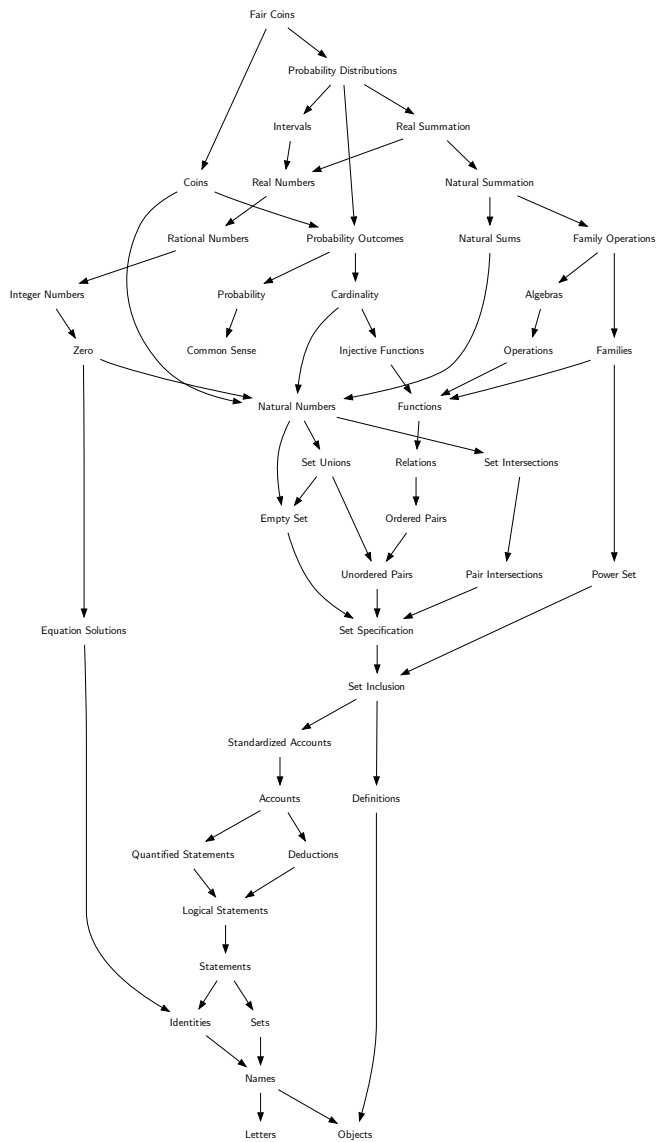 Fair Coins
Probability Distributions
Intervals
Real Summation
Coins
Real Numbers
Natural Summation
Rational Numbers
Probability Outcomes
Natural Sums
Family Operations
Integer Numbers
Probability
Cardinality
Algebras
Zero
Common Sense
Injective Functions
Operations
Families
Natural Numbers
Functions
Set Unions
Relations
Set Intersections
Empty Set
Ordered Pairs
Unordered Pairs
Pair Intersections
Power Set
Equation Solutions
Set Specification
Set Inclusion
Standardized Accounts
Accounts
Definitions
Quantified Statements
Deductions
Logical Statements
Statements
Identities
Sets
Names
Letters
Objects